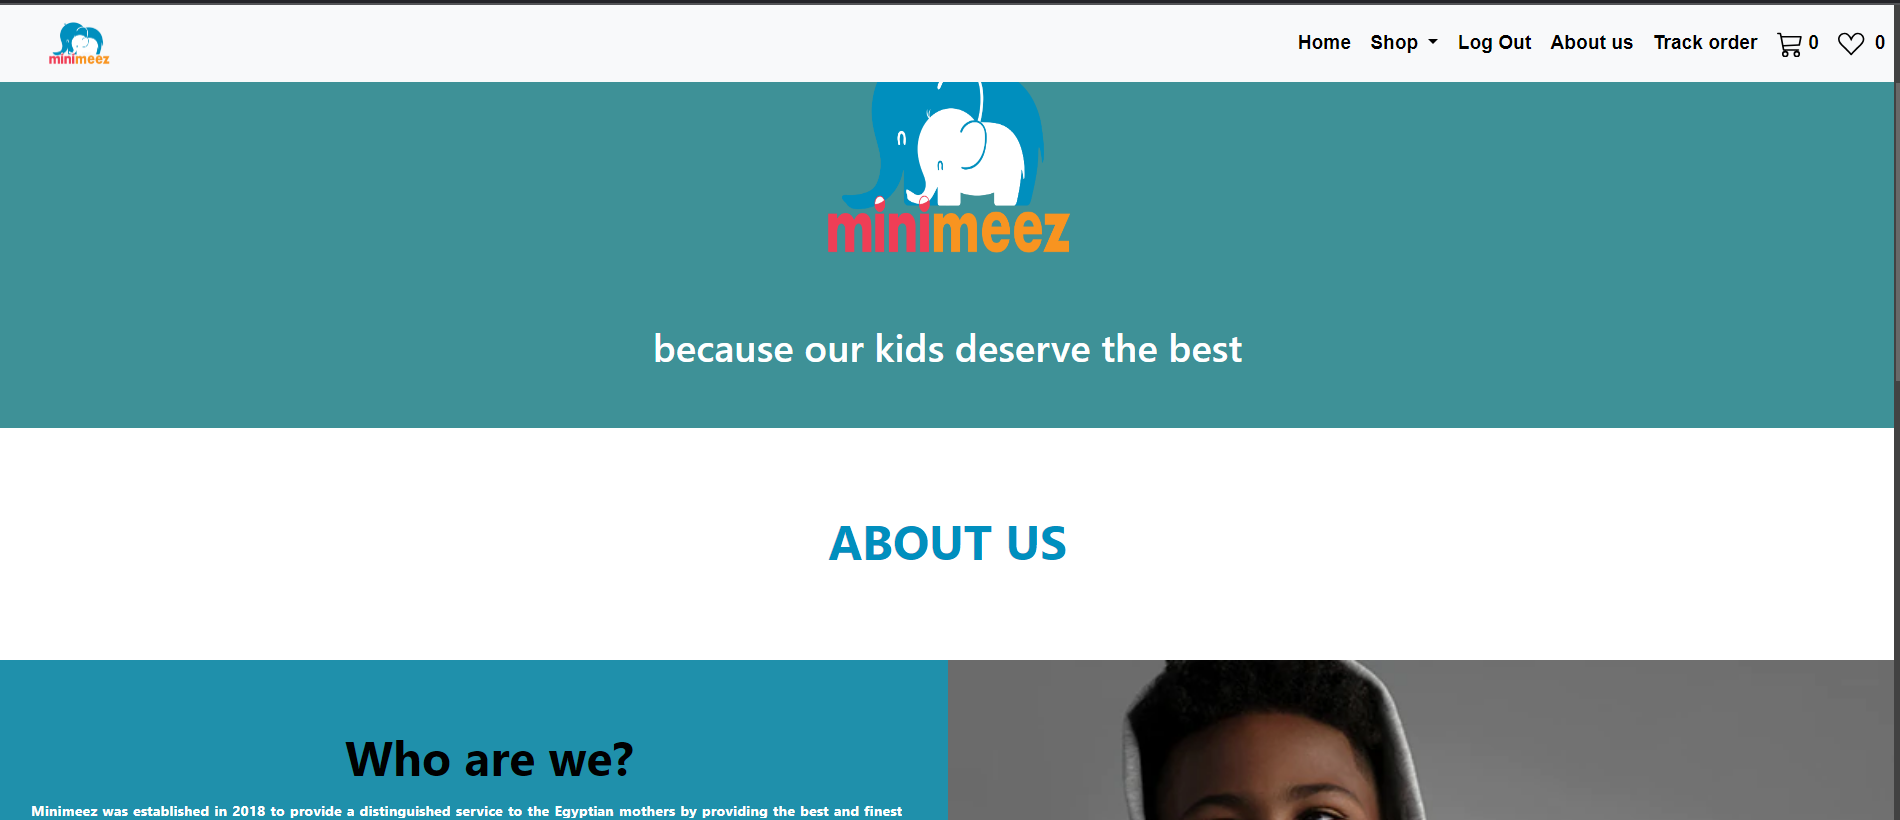 minimeez
Home Shop Log Out About us Track order 0 0
minimeez
because our kids deserve the best
ABOUT US
Who are we?
Minimeez was established in 2018 to provide a distinguished service to the Egyptian mothers by providing the best and finest